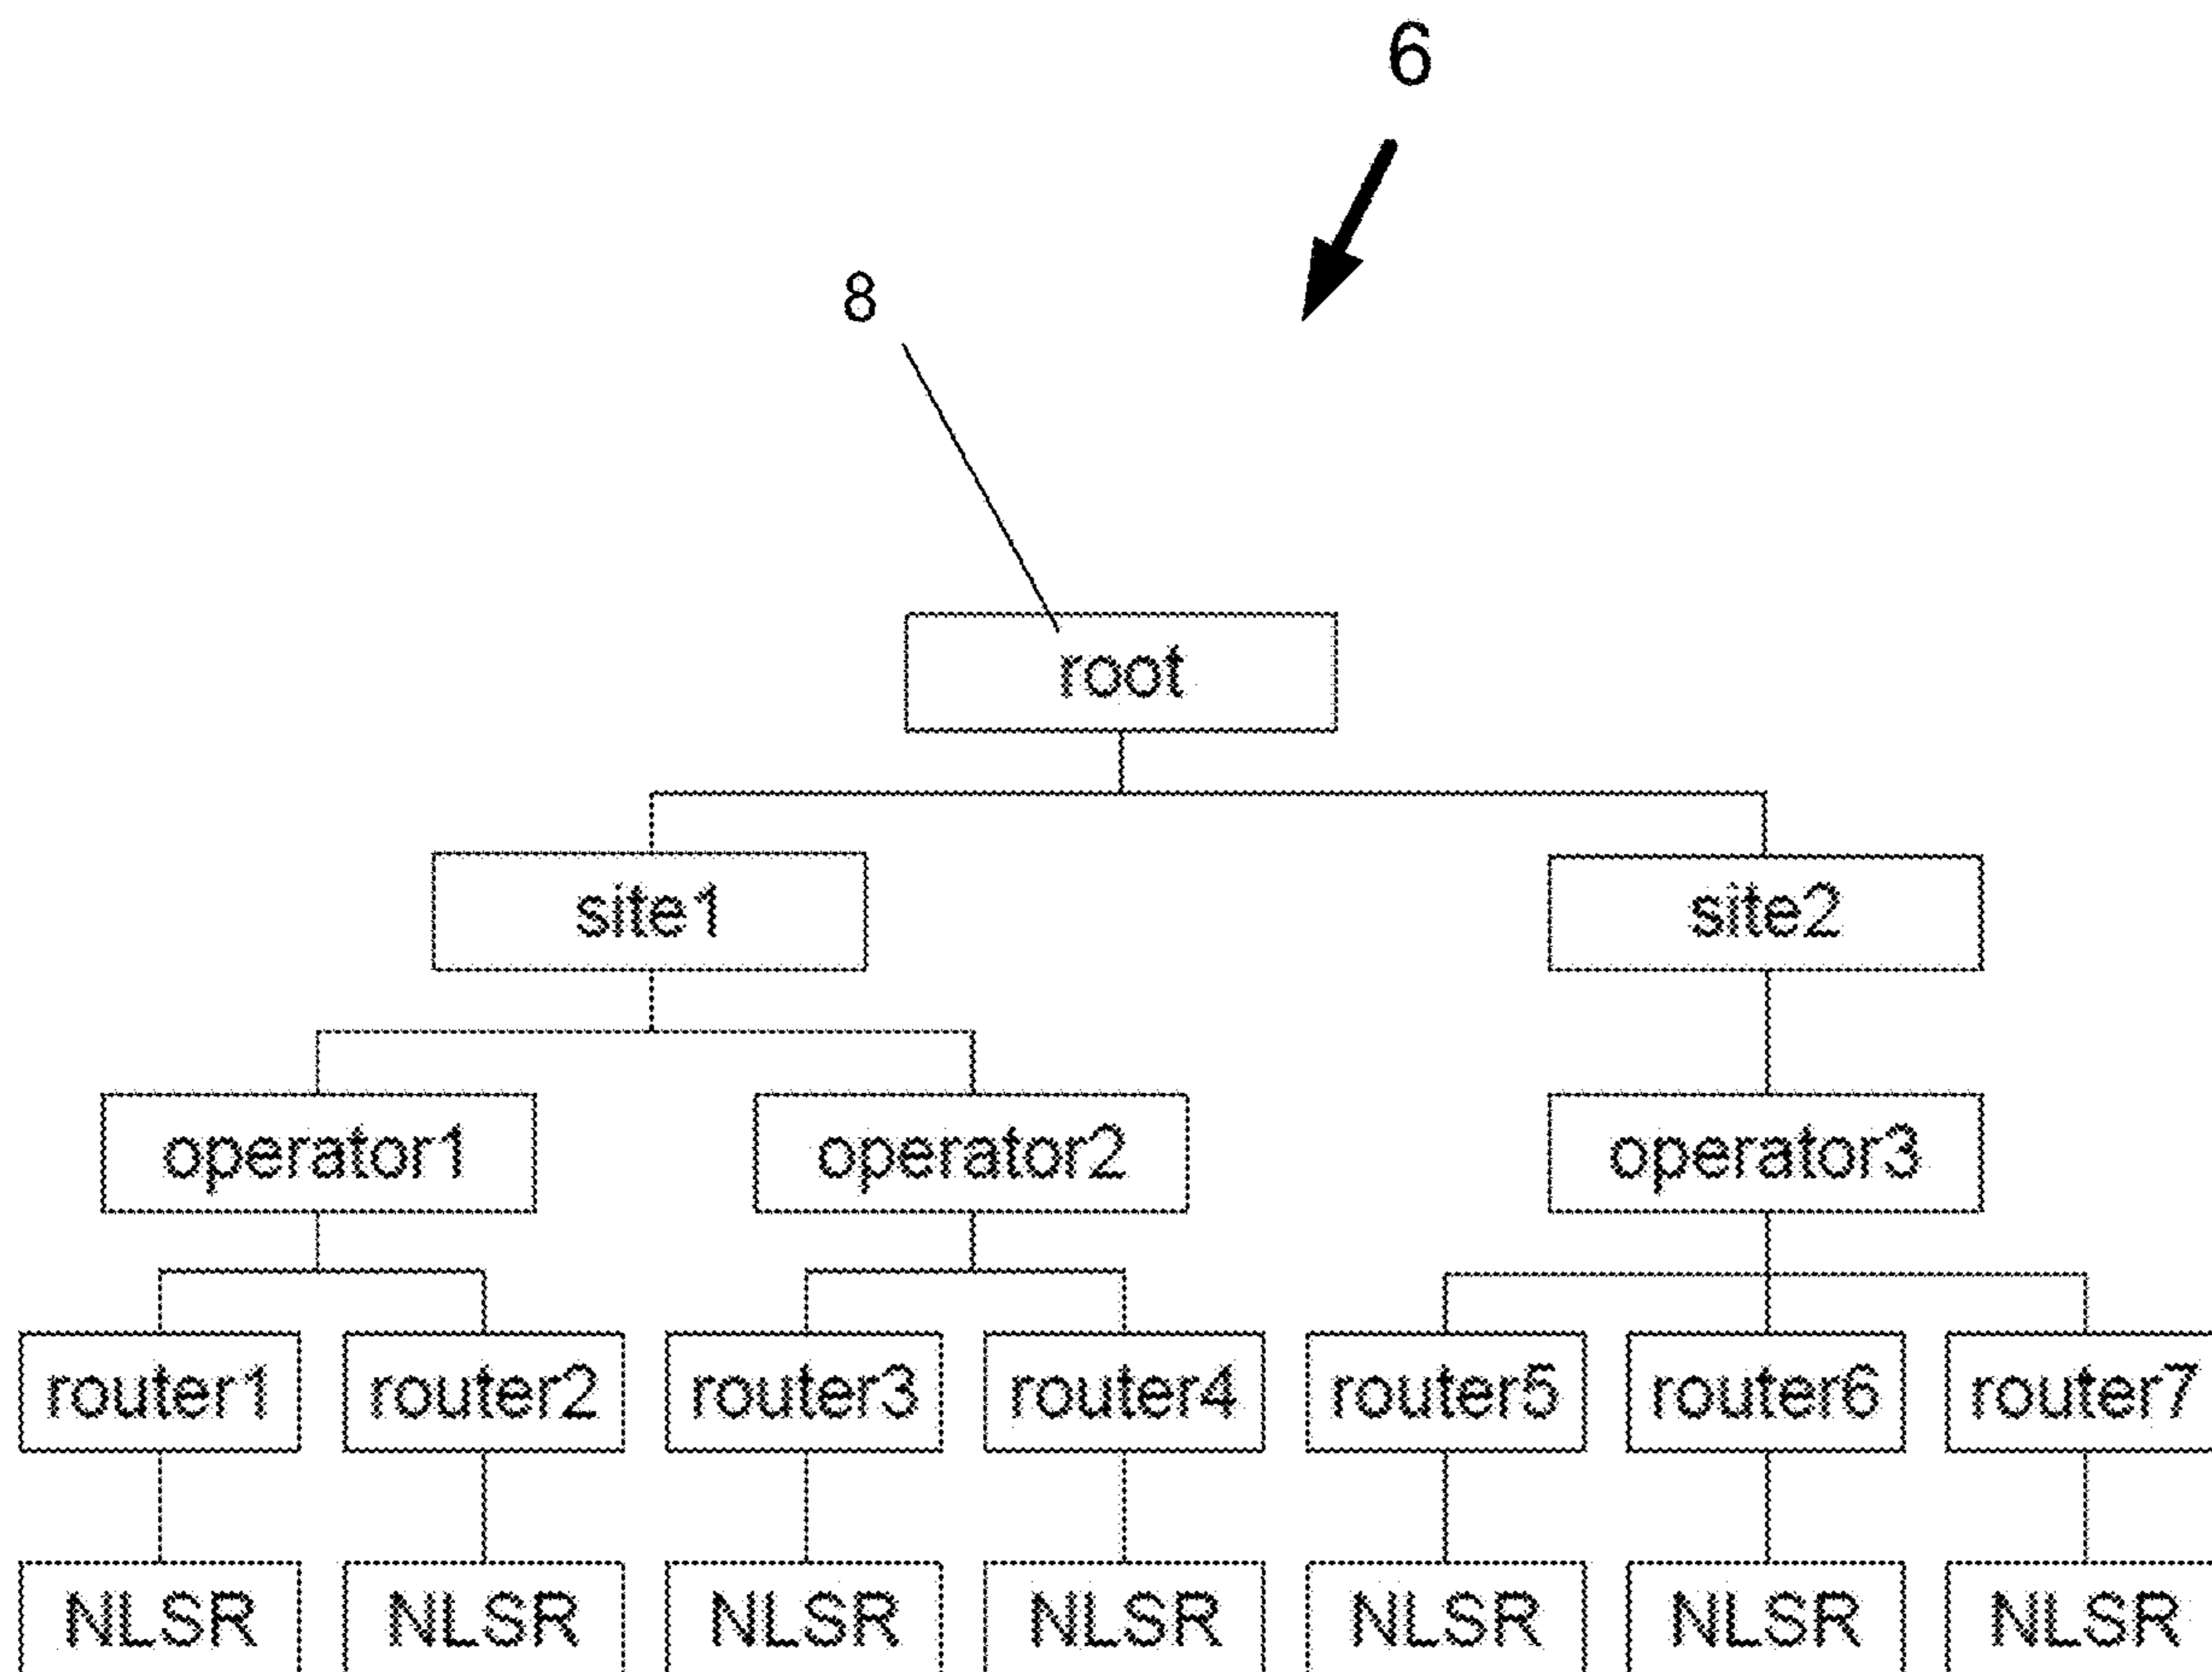 6
8
root
site1 site2
operator1 operator2 operator3
router1 router2 router3 router4 router5 router6 router7
NLSR NLSR NLSR NLSR NLSR NLSR NLSR